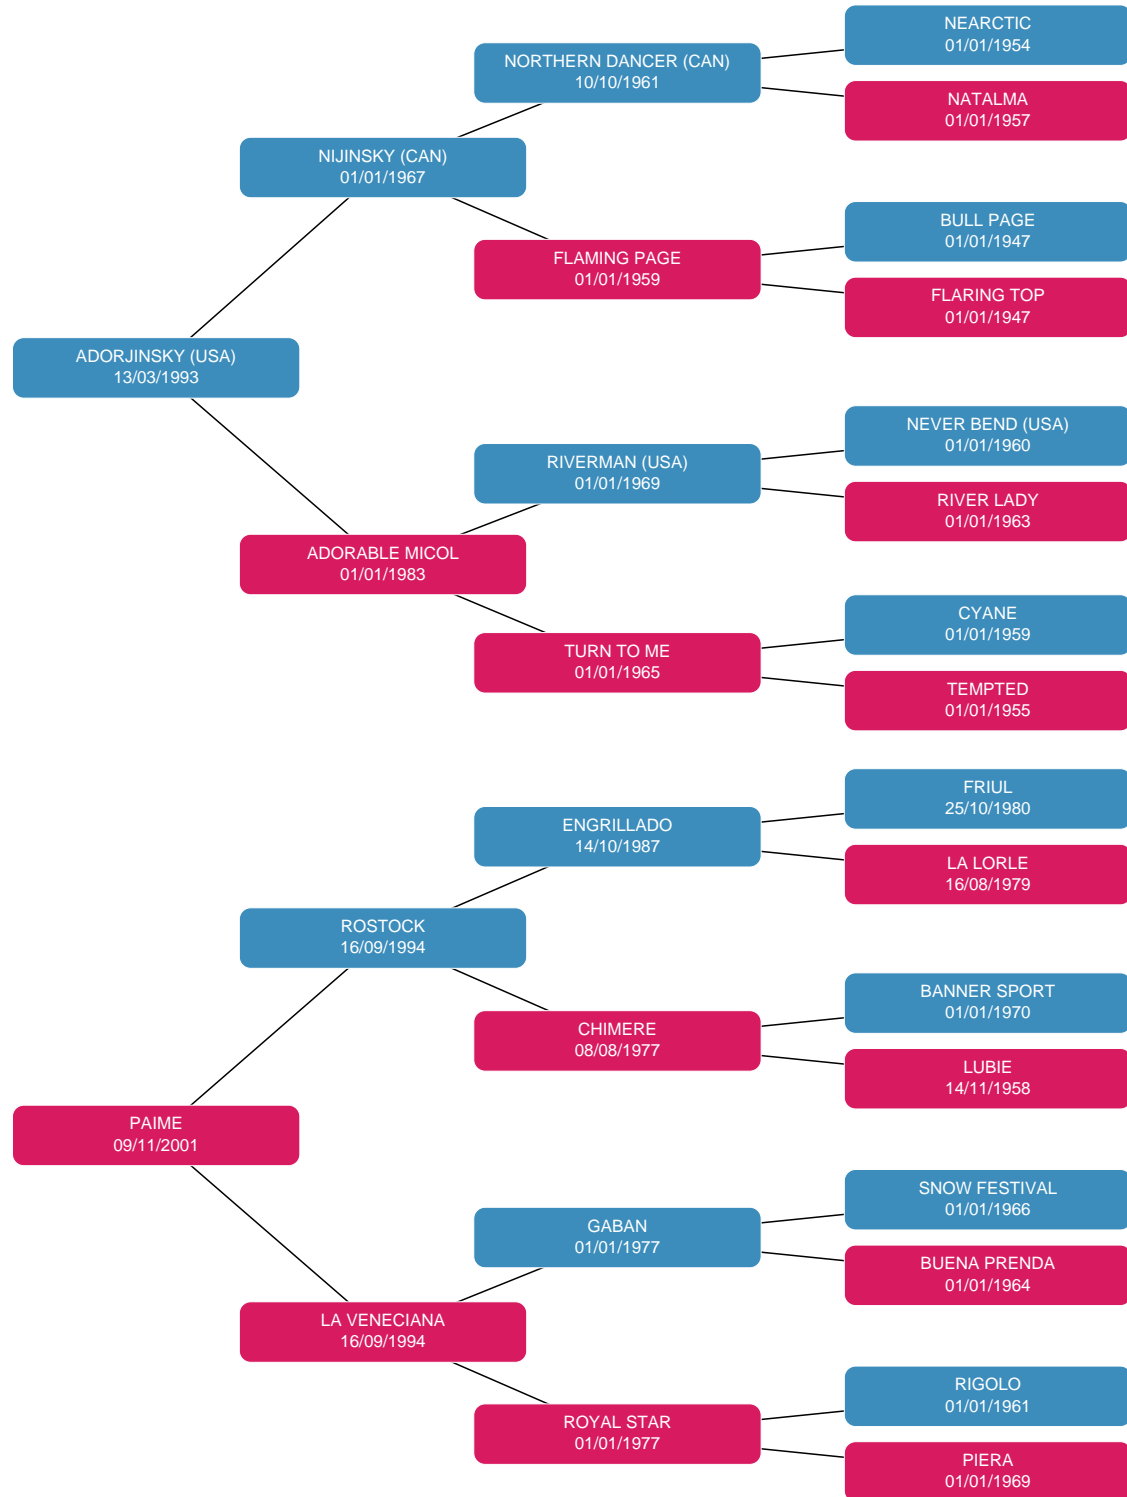 NEARCTIC
01/01/1954
NORTHERN DANCER (CAN)
10/10/1961
NATALMA
01/01/1957
NIJINSKY (CAN)
01/01/1967
BULL PAGE
01/01/1947
FLAMING PAGE
01/01/1959
FLARING TOP
01/01/1947
ADORJINSKY (USA)
13/03/1993
NEVER BEND (USA)
01/01/1960
RIVERMAN (USA)
01/01/1969
RIVER LADY
01/01/1963
ADORABLE MICOL
01/01/1983
CYANE
01/01/1959
TURN TO ME
01/01/1965
TEMPTED
01/01/1955
FRIUL
25/10/1980
ENGRILLADO
14/10/1987
LA LORLE
16/08/1979
ROSTOCK
16/09/1994
BANNER SPORT
01/01/1970
CHIMERE
08/08/1977
LUBIE
14/11/1958
PAIME
09/11/2001
SNOW FESTIVAL
01/01/1966
GABAN
01/01/1977
BUENA PRENDA
01/01/1964
LA VENECIANA
16/09/1994
RIGOLO
01/01/1961
ROYAL STAR
01/01/1977
PIERA
01/01/1969